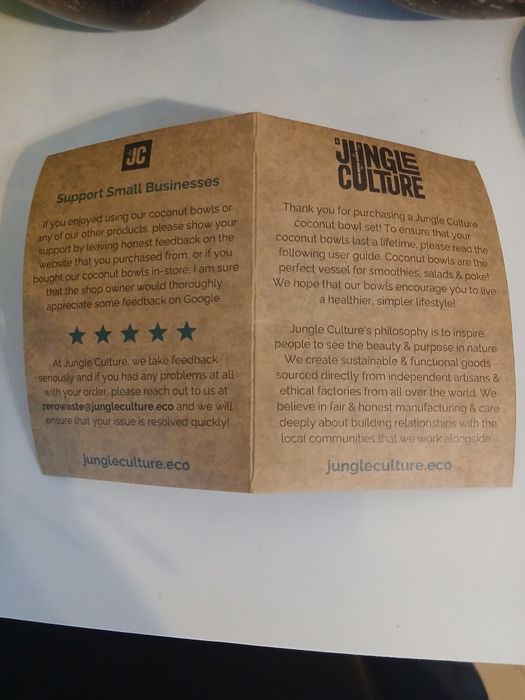 JC
Support Small Businesses
If you enjoyed using our coconut bowls or
any of our other products, please show your
support by leaving honest feedback on the
website that you purchased from, or if you
bought our coconut bowls in-store, I am sure
that the shop owner would thoroughly
appreciate some feedback on Google.
At Jungle Culture, we take feedback
seriously and if you had any problems at all
with your order, please reach out to us at
zerowaste@jungleculture.eco and we will
ensure that your issue is resolved quickly!
jungleculture.eco
JUNGLE
CULTURE
Thank you for purchasing a Jungle Culture
coconut bowl set! To ensure that your
coconut bowls last a lifetime, please read the
following user guide. Coconut bowls are the
perfect vessel for smoothies, salads & poke!
We hope that our bowls encourage you to live
a healthier, simpler lifestyle!
Jungle Culture's philosophy is to inspire
people to see the beauty & purpose in nature
We create sustainable & functional goods
sourced directly from independent artisans &
ethical factories from all over the world. We
believe in fair & honest manufacturing & care
deeply about building relationships with the
local communities that we work alongside
jungleculture.eco